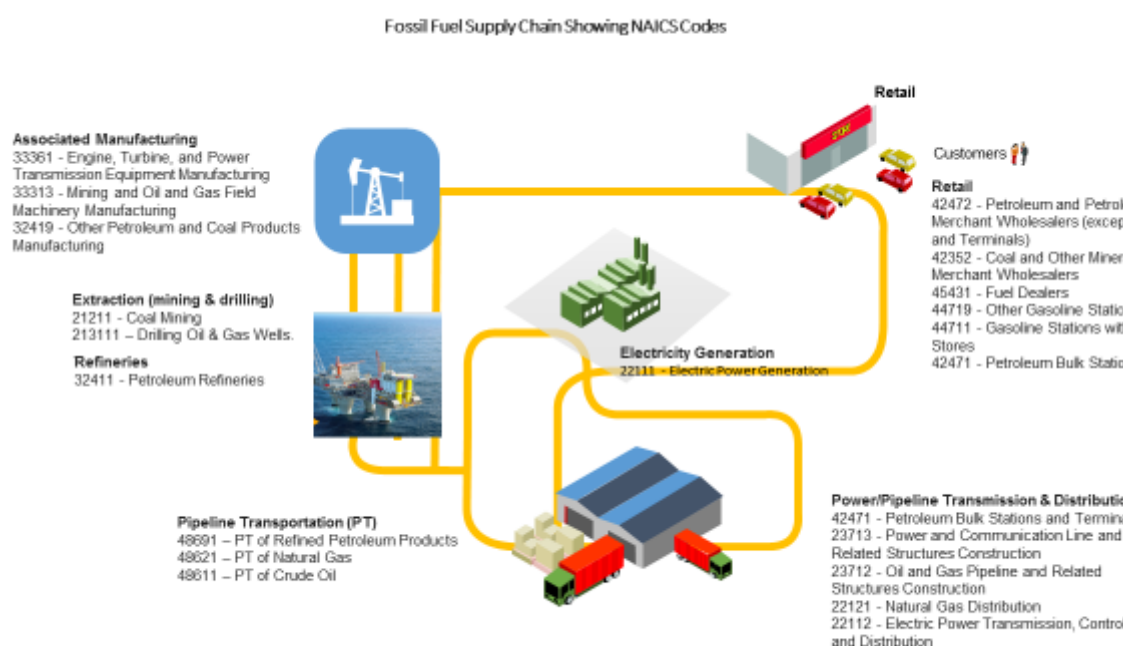 Fossil Fuel Supply Chain Showing NAICS Codes
Retail
STORE
Associated Manufacturing
33361 - Engine, Turbine, and Power
Transmission Equipment Manufacturing
33313 - Mining and Oil and Gas Field
Machinery Manufacturing
32419 - Other Petroleum and Coal Products
Manufacturing
Customers
Retail
42472 - Petroleum and Petrol
Merchant Wholesalers (excep
and Terminals)
42352 - Coal and Other Miner
Merchant Wholesalers
45431 - Fuel Dealers
44719 - Other Gasoline Static
44711 - Gasoline Stations wit
Stores
42471 - Petroleum Bulk Static
Extraction (mining & drilling)
21211 - Coal Mining
213111 – Drilling Oil & Gas Wells.
Refineries
32411 - Petroleum Refineries
Electricity Generation
22111 - Electric Power Generation
Pipeline Transportation (PT)
48691 – PT of Refined Petroleum Products
48621 – PT of Natural Gas
48611 – PT of Crude Oil
Power/Pipeline Transmission & Distributio
42471 - Petroleum Bulk Stations and Termina
23713 - Power and Communication Line and
Related Structures Construction
23712 - Oil and Gas Pipeline and Related
Structures Construction
22121 - Natural Gas Distribution
22112 - Electric Power Transmission, Control
and Distribution